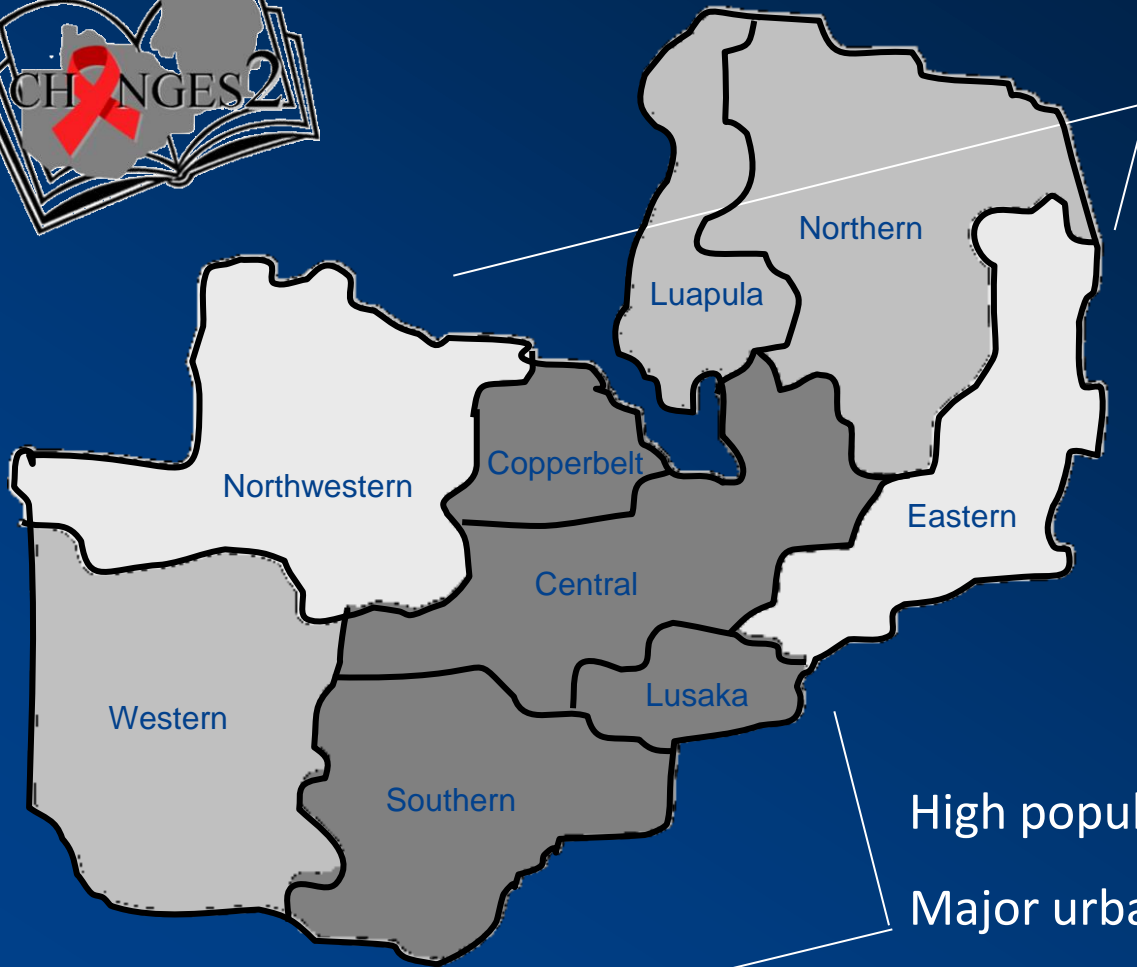 CHANGES2
Northern
Luapula
Copperbelt
Northwestern
Eastern
Central
Lusaka
Western
Southern
High popul
Major urba